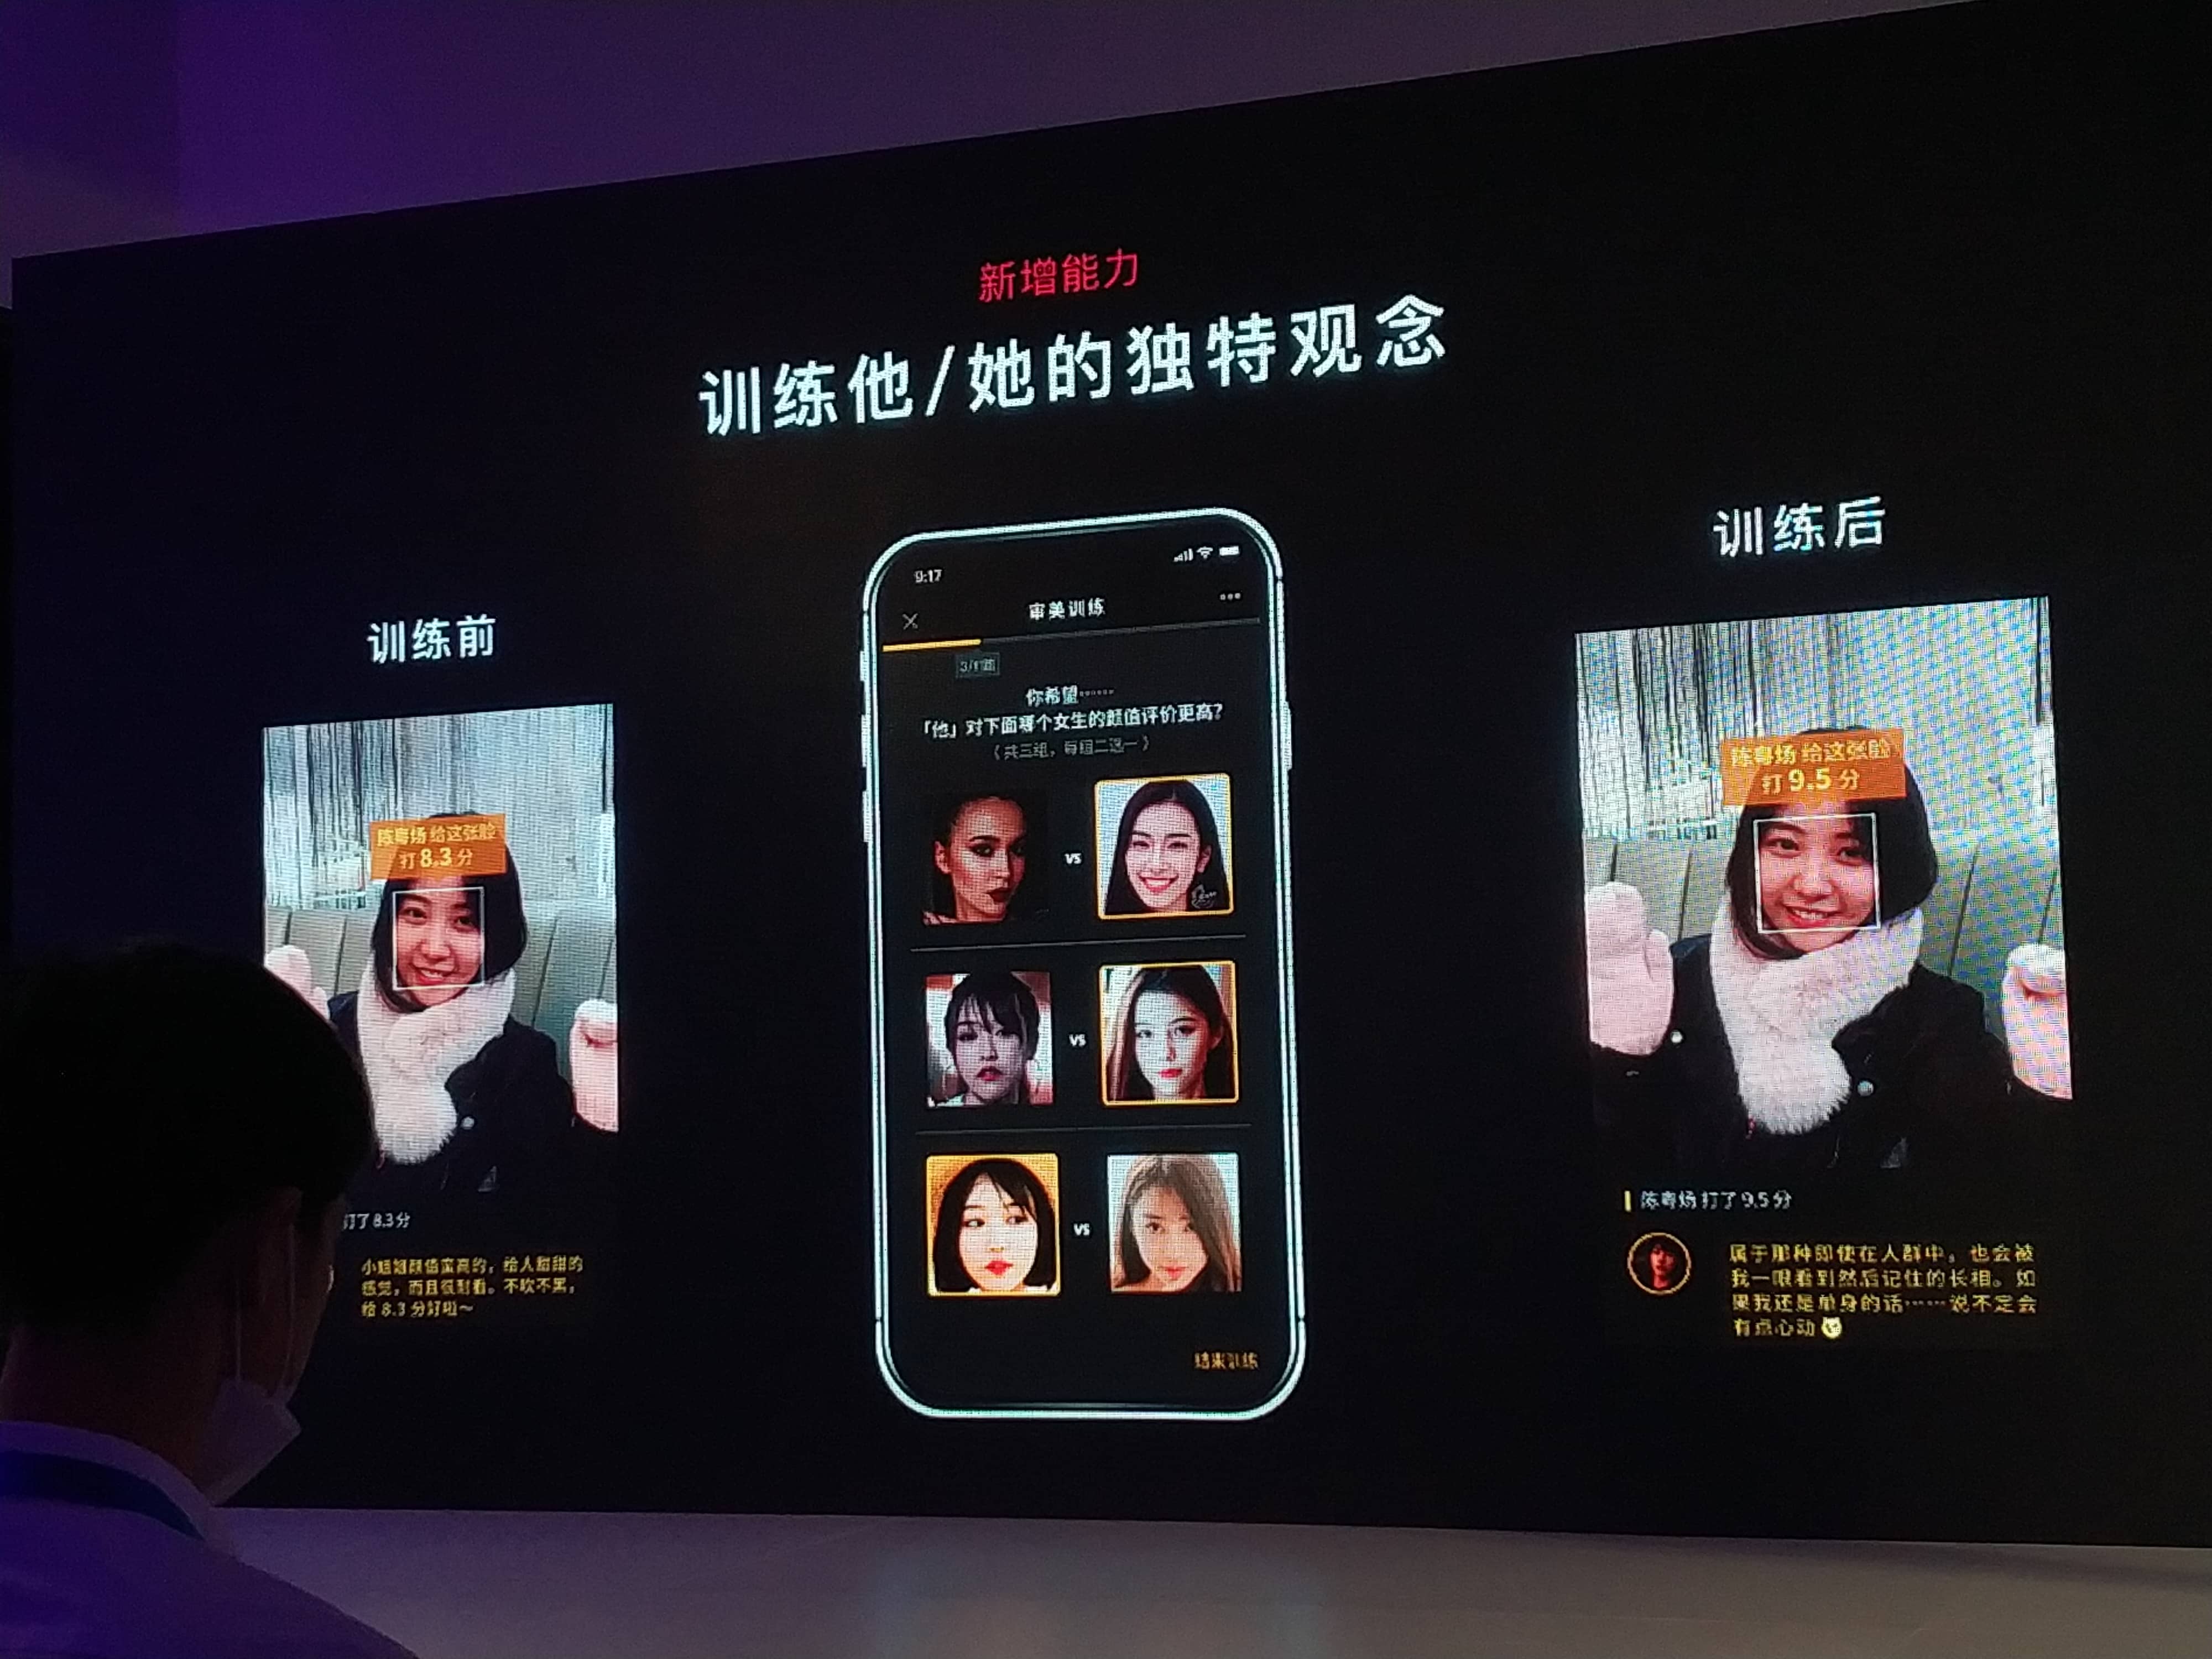 新增能力
训练他/她的独特观念
训练前
陈粤炀 给这张脸
打 8.3 分
打了 8.3 分
小姐姐颜值蛮高的，给人甜甜的
感觉，而且很耐看。不吹不黑，
给 8.3 分好啦～
9:17
审美训练
你希望……
「他」对下面哪个女生的颜值评价更高？
（共三组，每组二选一）
vs
vs
vs
结束训练
训练后
陈粤炀 给这张脸
打 9.5 分
陈粤炀 打了 9.5 分
属于那种即使在人群中，也会被
我一眼看到然后记住的长相。如
果我还是单身的话……说不定会
有点心动